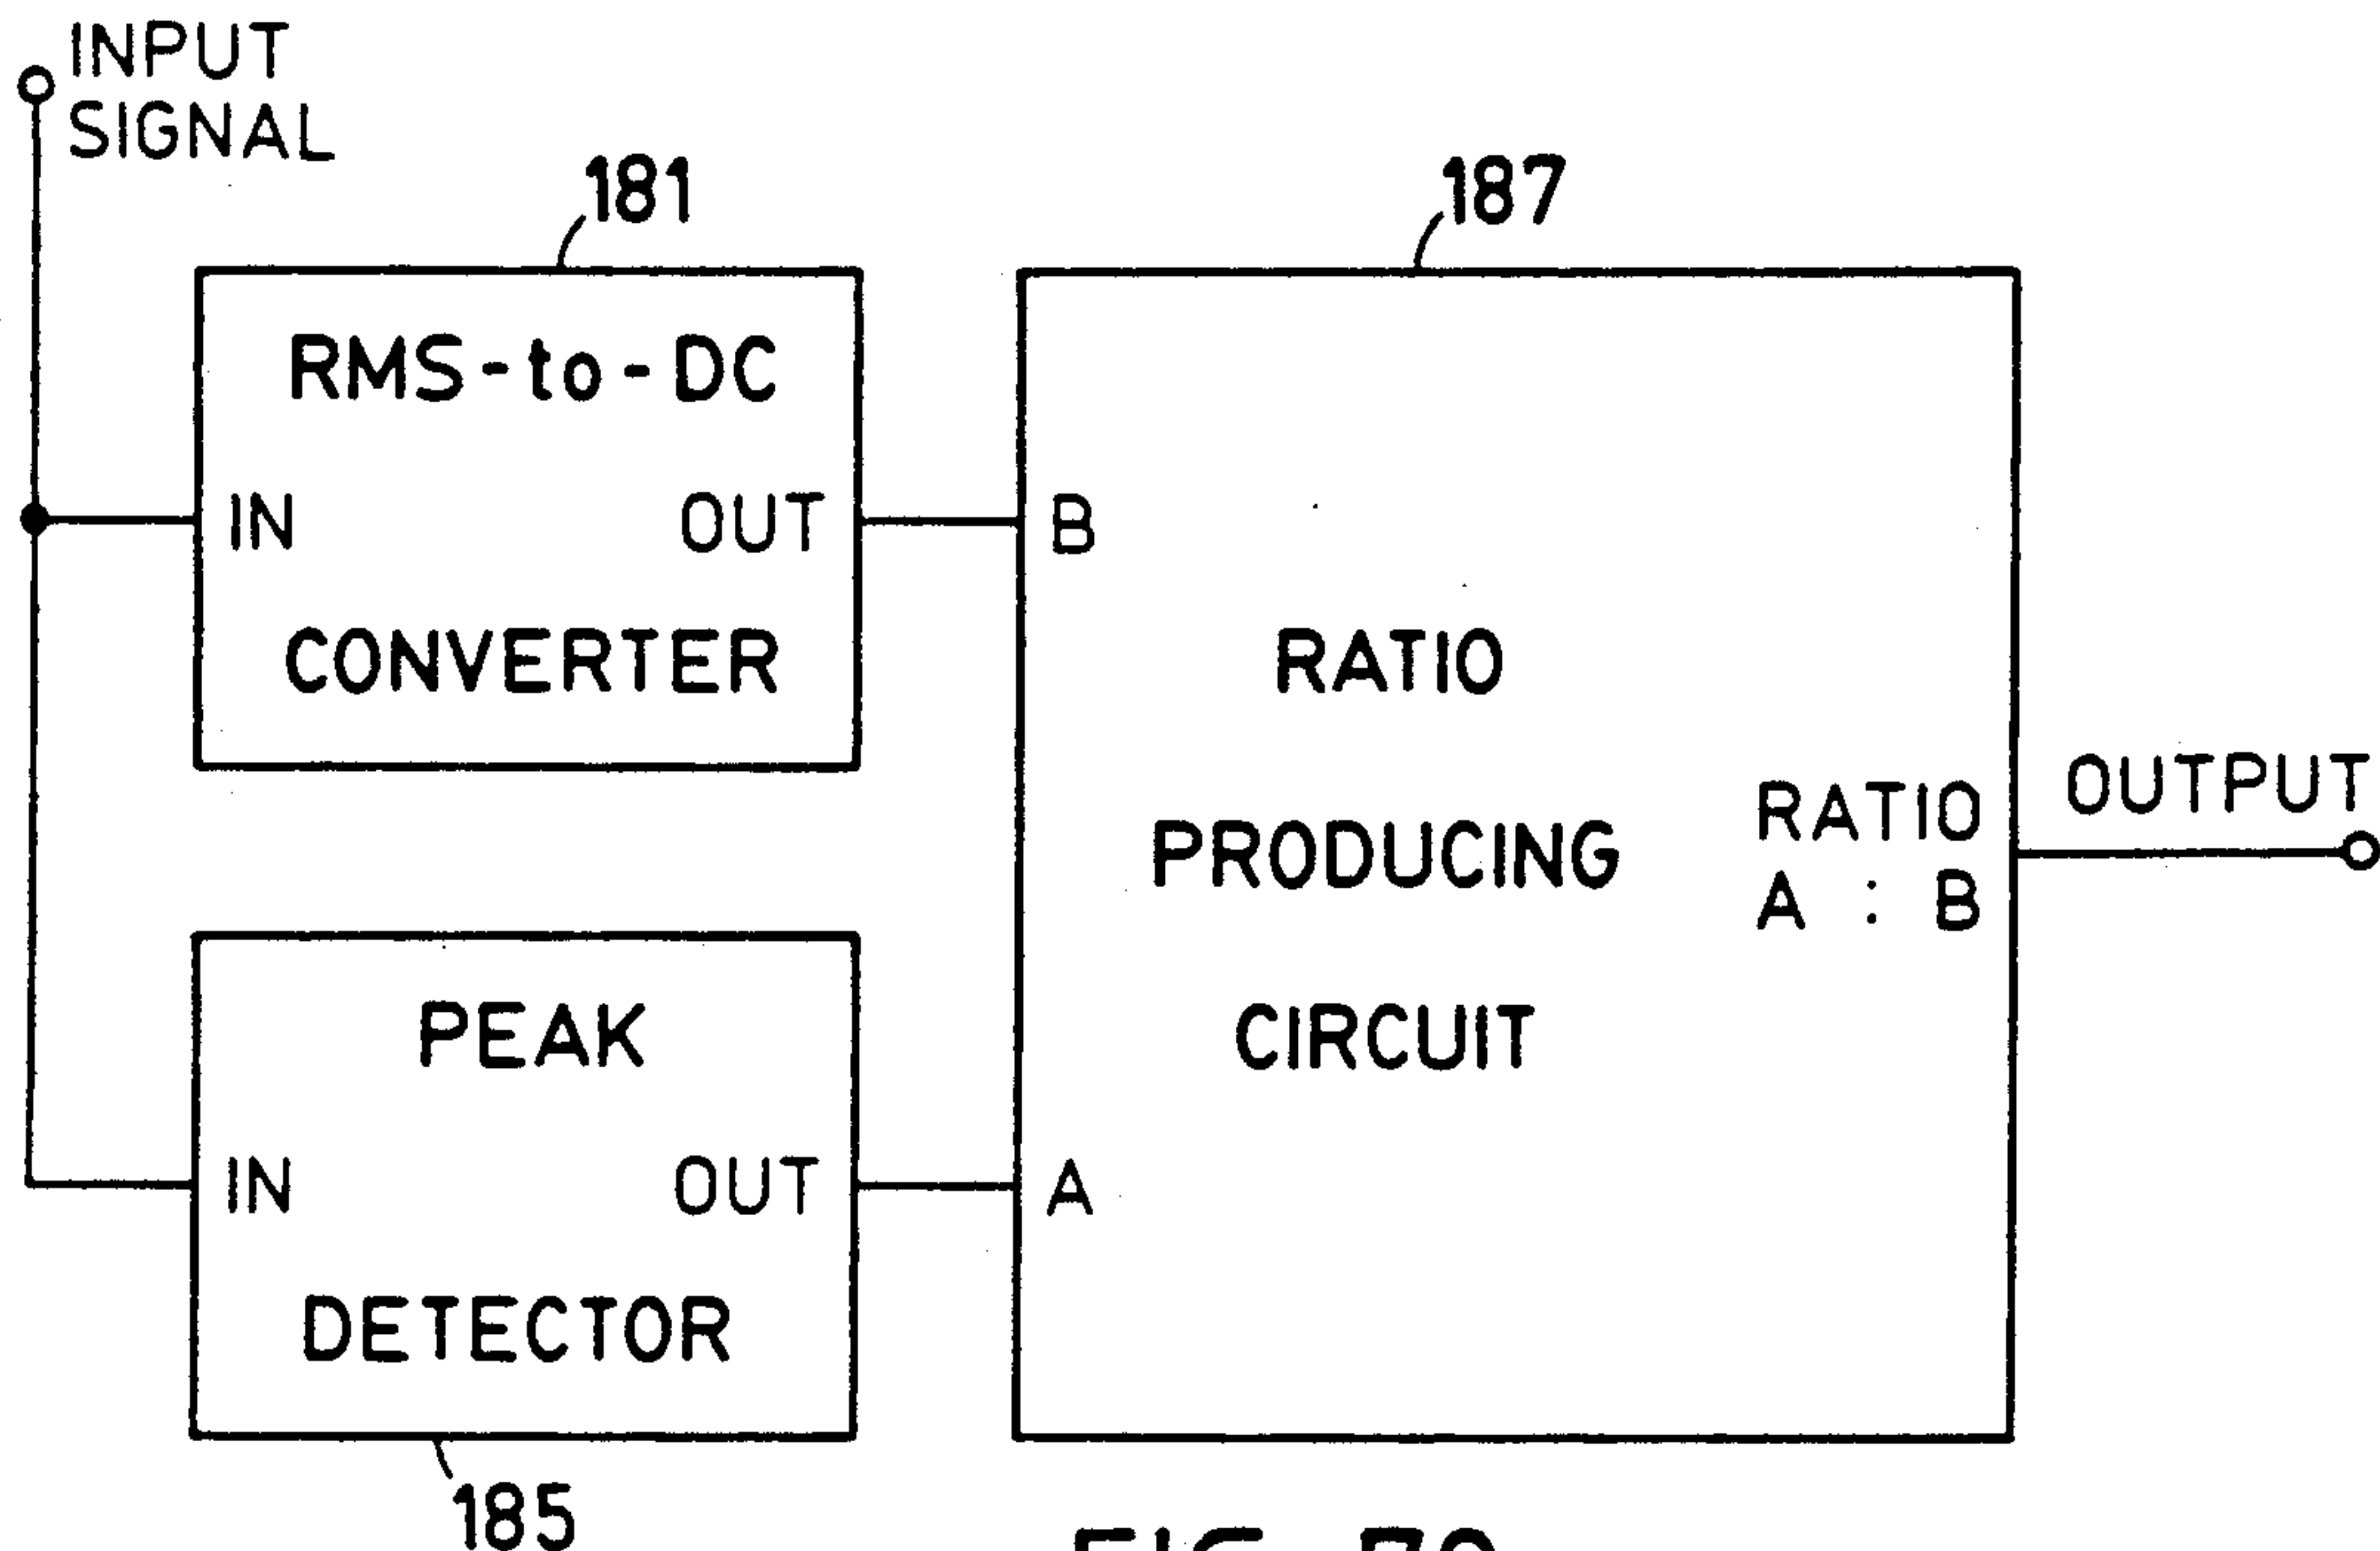 INPUT
SIGNAL
181
187
RMS-to-DC
IN OUT
CONVERTER
B
RATIO
PRODUCING
CIRCUIT
RATIO
A : B
OUTPUT
PEAK
IN OUT
DETECTOR
A
185